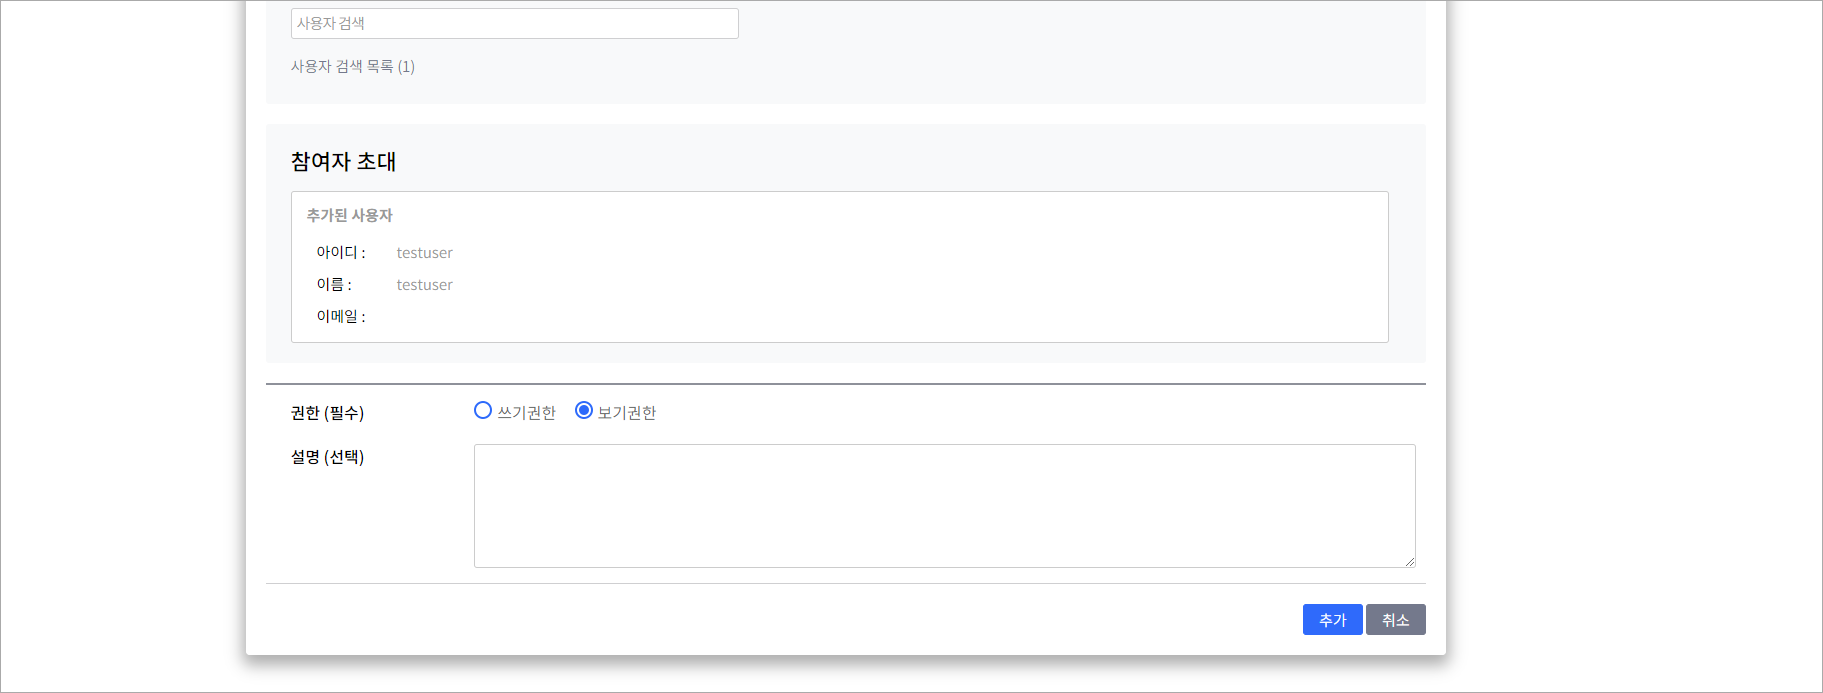 사용자 검색
사용자 검색 목록 (1)
참여자 초대
추가된 사용자
아이디 : testuser
이름 : testuser
이메일 :
권한 (필수) 쓰기권한 보기권한
설명 (선택)
추가 취소